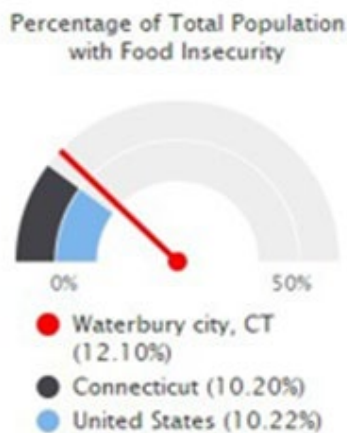 Percentage of Total Population
with Food Insecurity
0%
50%
Waterbury city, CT
(12.10%)
Connecticut (10.20%)
United States (10.22%)